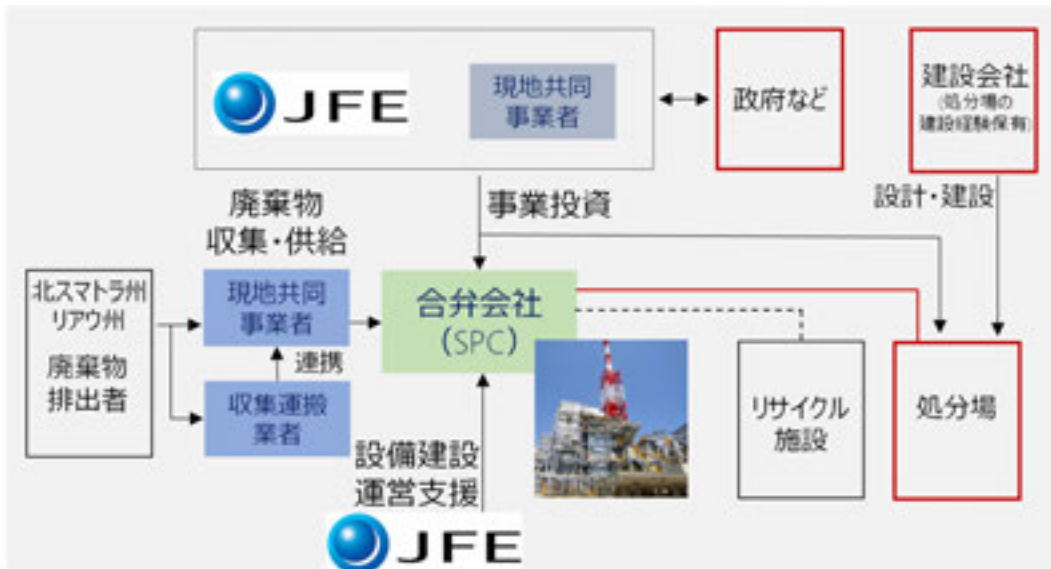 JFE
現地共同
事業者
政府など
建設会社
(処分場の
建設経験保有)
廃棄物
収集・供給
事業投資
設計・建設
北スマトラ州
リアウ州
廃棄物
排出者
現地共同
事業者
連携
収集運搬
業者
合弁会社
(SPC)
リサイクル
施設
処分場
設備建設
運営支援
JFE